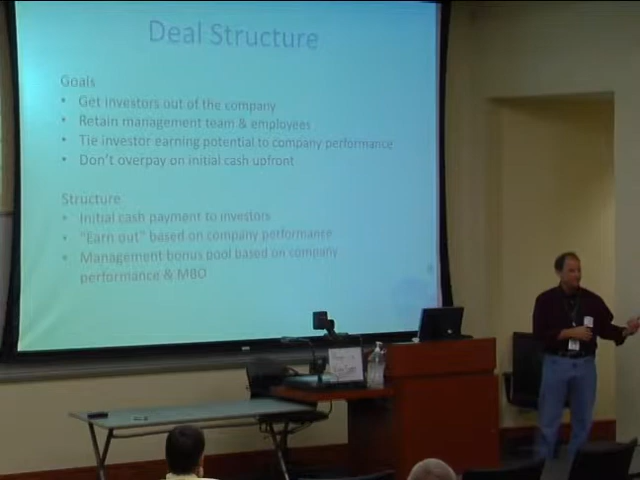 Deal Structure
Goals
• Get investors out of the company
• Retain management team & employees
• Tie investor earning potential to company performance
• Don't overpay on initial cash upfront
Structure
• Initial cash payment to investors
• "Earn out" based on company performance
• Management bonus pool based on company
performance & MBO